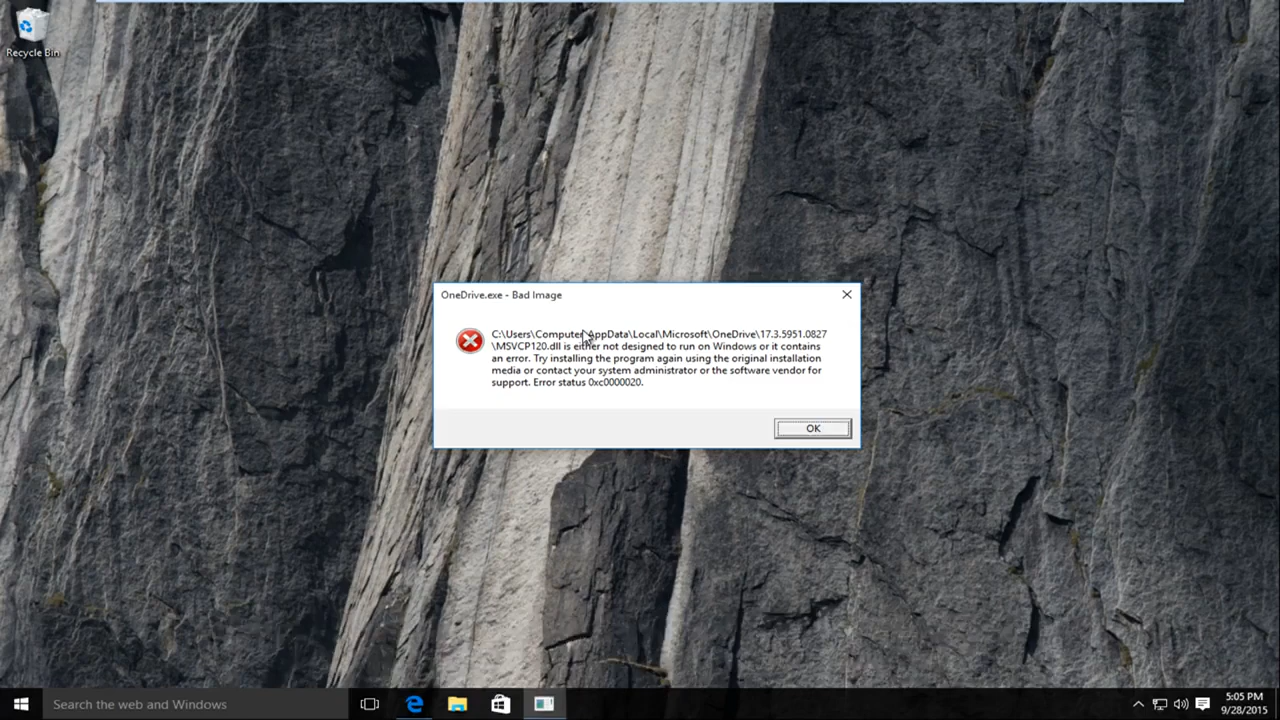 Recycle Bin
OneDrive.exe - Bad Image
C:\Users\Computer\AppData\Local\Microsoft\OneDrive\17.3.5951.0827
\MSVCP120.dll is either not designed to run on Windows or it contains
an error. Try installing the program again using the original installation
media or contact your system administrator or the software vendor for
support. Error status 0xc0000020.
OK
Search the web and Windows
5:05 PM
9/28/2015